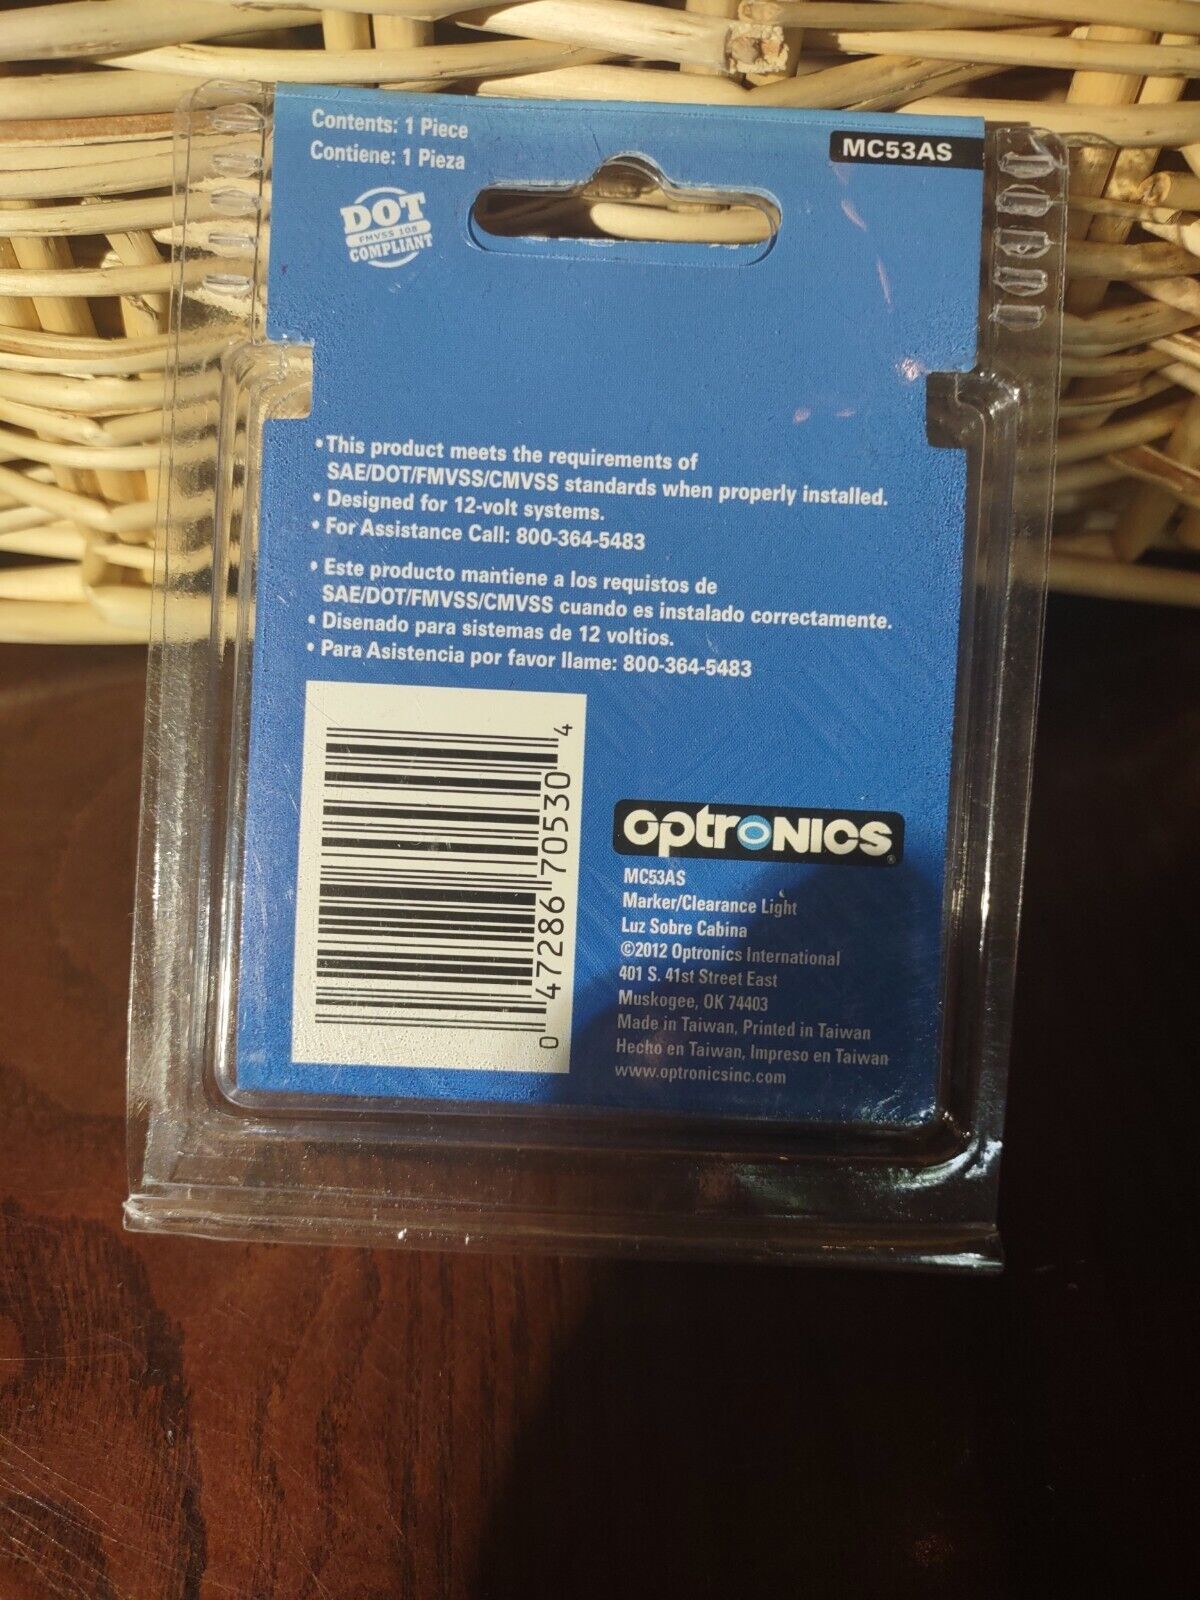 Contents: 1 Piece
Contiene: 1 Pieza
MC53AS
DOT
FMVSS 108
COMPLIANT
• This product meets the requirements of
SAE/DOT/FMVSS/CMVSS standards when properly installed.
• Designed for 12-volt systems.
• For Assistance Call: 800-364-5483
• Este producto mantiene a los requistos de
SAE/DOT/FMVSS/CMVSS cuando es instalado correctamente.
• Disenado para sistemas de 12 voltios.
• Para Asistencia por favor llame: 800-364-5483
0 47286 70530 4
optronics®
MC53AS
Marker/Clearance Light
Luz Sobre Cabina
©2012 Optronics International
401 S. 41st Street East
Muskogee, OK 74403
Made in Taiwan, Printed in Taiwan
Hecho en Taiwan, Impreso en Taiwan
www.optronicsinc.com